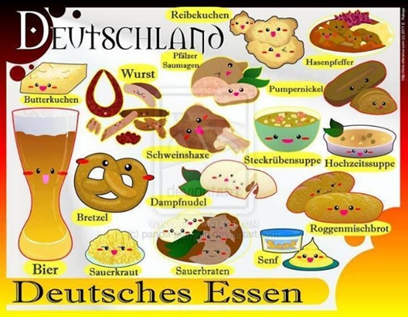 Deutschland
Reibekuchen
Pfälzer
Saumagen
Hasenpfeffer
Butterkuchen
Wurst
Pumpernickel
Schweinshaxe
Steckrübensuppe
Hochzeitssuppe
Dampfnudel
Bretzel
Roggenmischbrot
Bier
Sauerkraut
Sauerbraten
Senf
Deutsches Essen